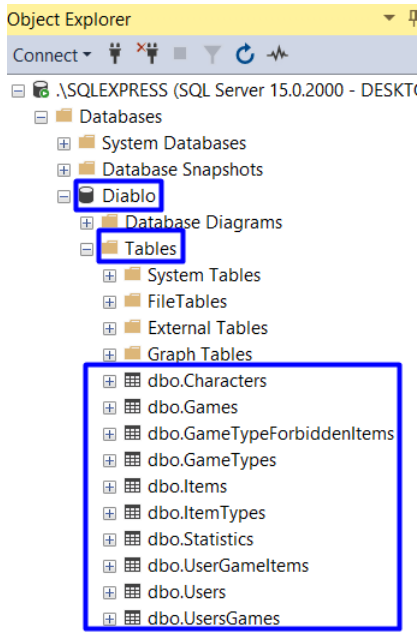 Object Explorer
Connect
.\SQLEXPRESS (SQL Server 15.0.2000 - DESKTO
Databases
System Databases
Database Snapshots
Diablo
Database Diagrams
Tables
System Tables
FileTables
External Tables
Graph Tables
dbo.Characters
dbo.Games
dbo.GameTypeForbiddenItems
dbo.GameTypes
dbo.Items
dbo.ItemTypes
dbo.Statistics
dbo.UserGameItems
dbo.Users
dbo.UsersGames